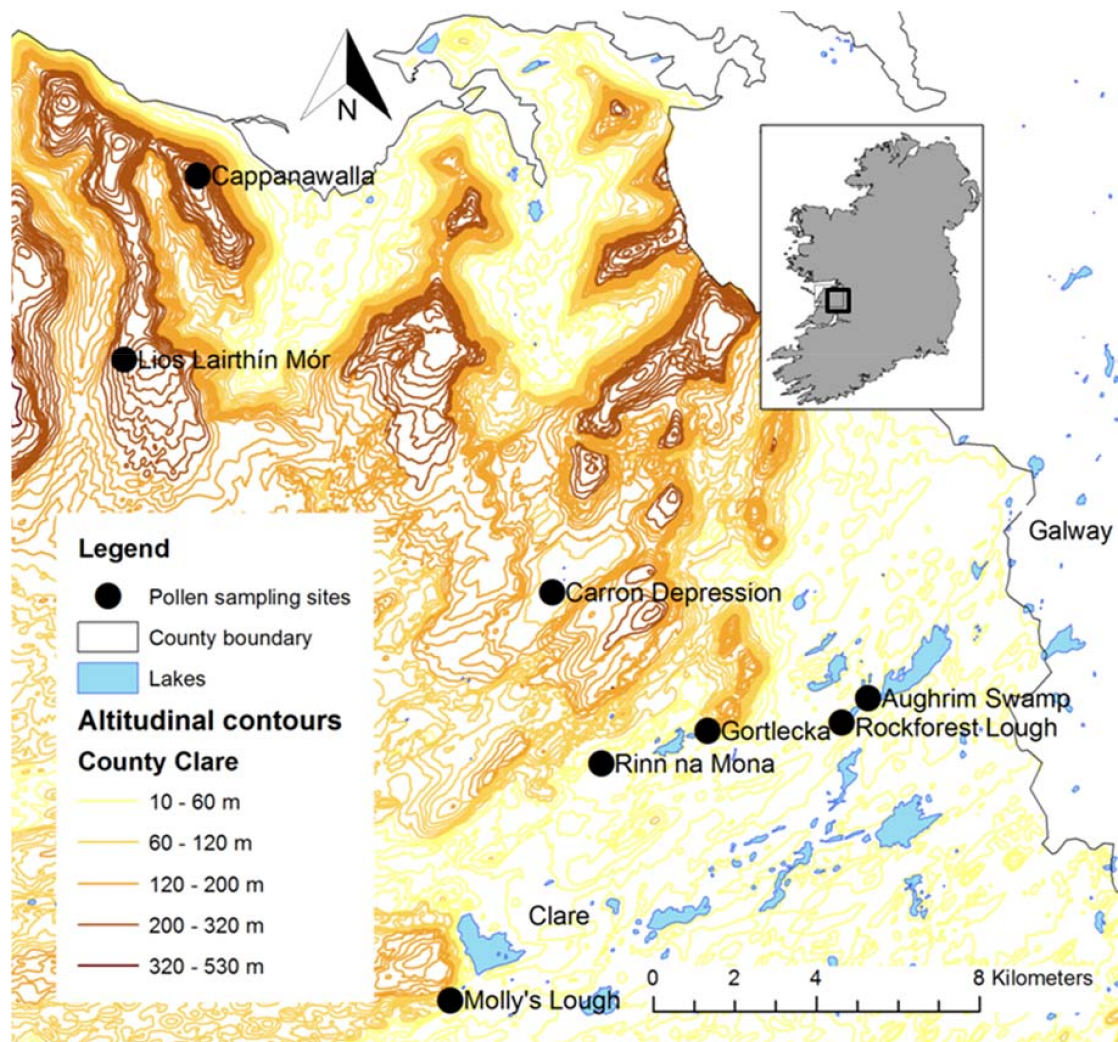 N
Cappanawalla
Lios Lairthín Mór
Galway
Legend
Pollen sampling sites
County boundary
Lakes
Altitudinal contours
County Clare
10 - 60 m
60 - 120 m
120 - 200 m
200 - 320 m
320 - 530 m
Carron Depression
Aughrim Swamp
Rockforest Lough
Gortlecka
Rinn na Mona
Clare
Molly's Lough
0 2 4 8 Kilometers